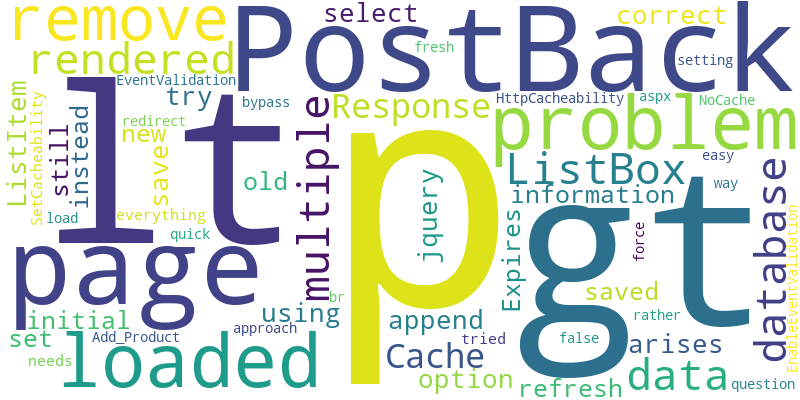 remove
PostBack
select
correct
rendered
fresh
setting
EventValidation
try
bypass
Response
HttpCacheability
aspx
NoCache
ListItem
SetCacheability
still
instead
redirect
new
save
lt
multiple
p
problem
ListBox
easy
way
information
old
jquery
load
everything
quick
page
Expires
gt
force
database
EnableEventValidation
initial
br
using
append
saved
rather
set
Add_Product
approach
tried
false
arises
needs
loaded
Cache
option
refresh
data
question